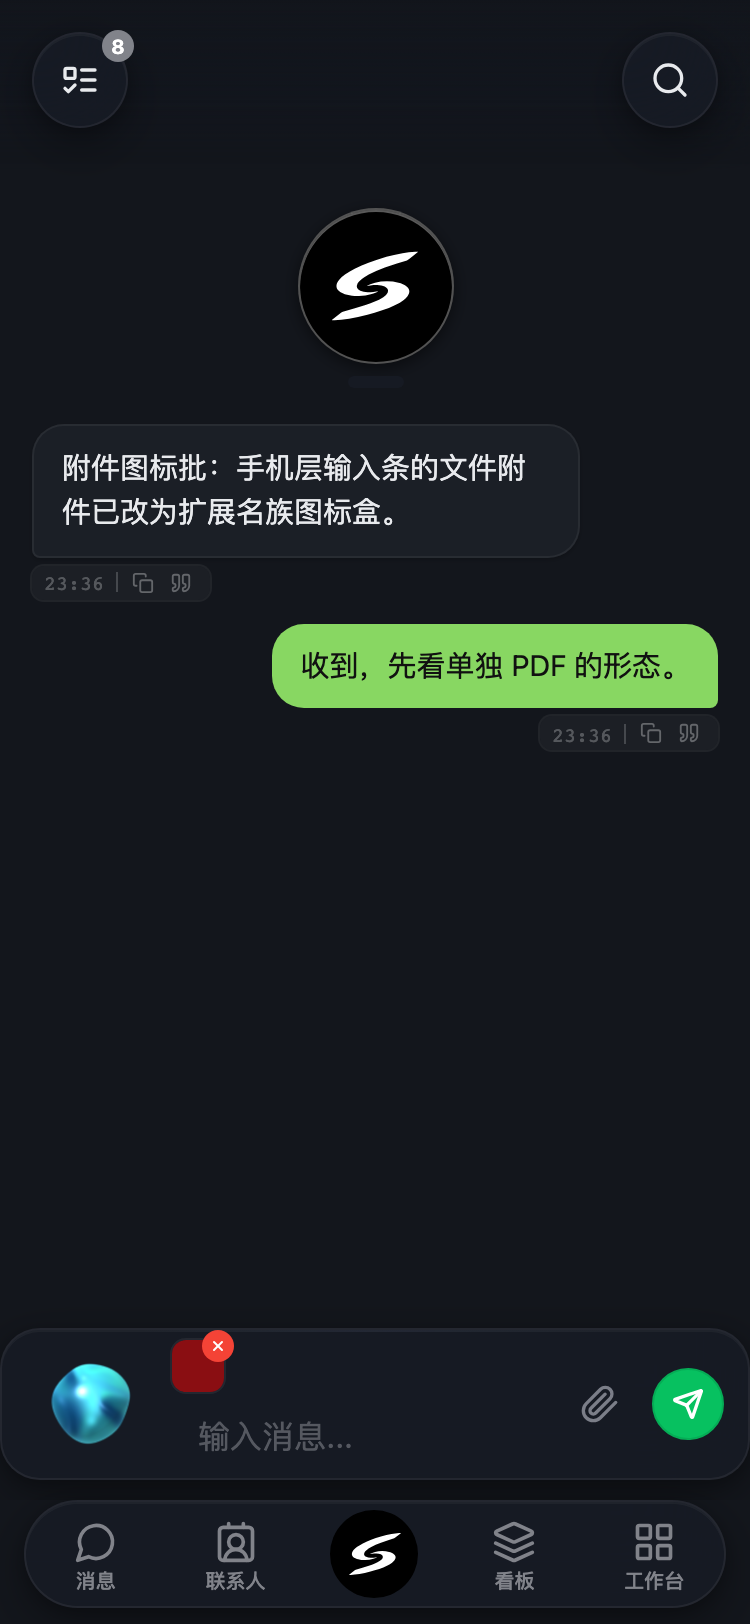 8
附件图标批：手机层输入条的文件附
件已改为扩展名族图标盒。
23:36
收到，先看单独 PDF 的形态。
23:36
输入消息...
消息
联系人
看板
工作台